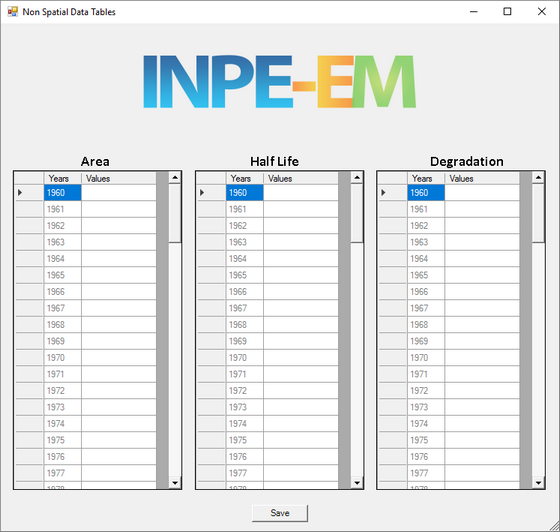 Non Spatial Data Tables
INPE-EM
Area Half Life Degradation
Years Values Years Values Years Values
1960 1960 1960
1961 1961 1961
1962 1962 1962
1963 1963 1963
1964 1964 1964
1965 1965 1965
1966 1966 1966
1967 1967 1967
1968 1968 1968
1969 1969 1969
1970 1970 1970
1971 1971 1971
1972 1972 1972
1973 1973 1973
1974 1974 1974
1975 1975 1975
1976 1976 1976
1977 1977 1977
1978 1978 1978
Save